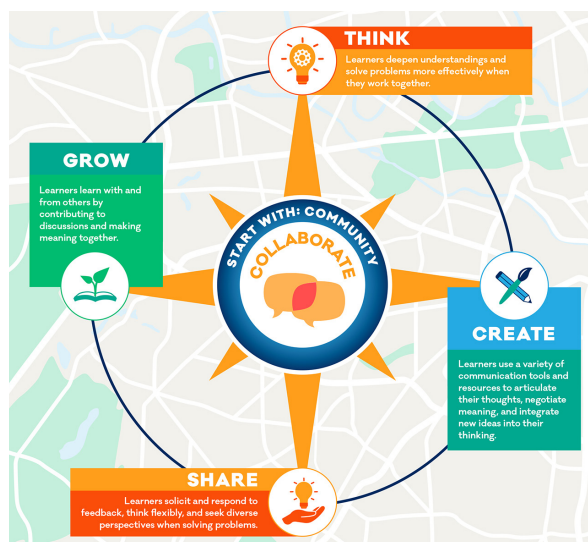 THINK
Learners deepen understandings and
solve problems more effectively when
they work together.
GROW
Learners learn with and
from others by
contributing to
discussions and making
meaning together.
START WITH: COMMUNITY
COLLABORATE
CREATE
Learners use a variety of
communication tools and
resources to articulate
their thoughts, negotiate
meaning, and integrate
new ideas into their
thinking.
SHARE
Learners solicit and respond to
feedback, think flexibly, and seek diverse
perspectives when solving problems.